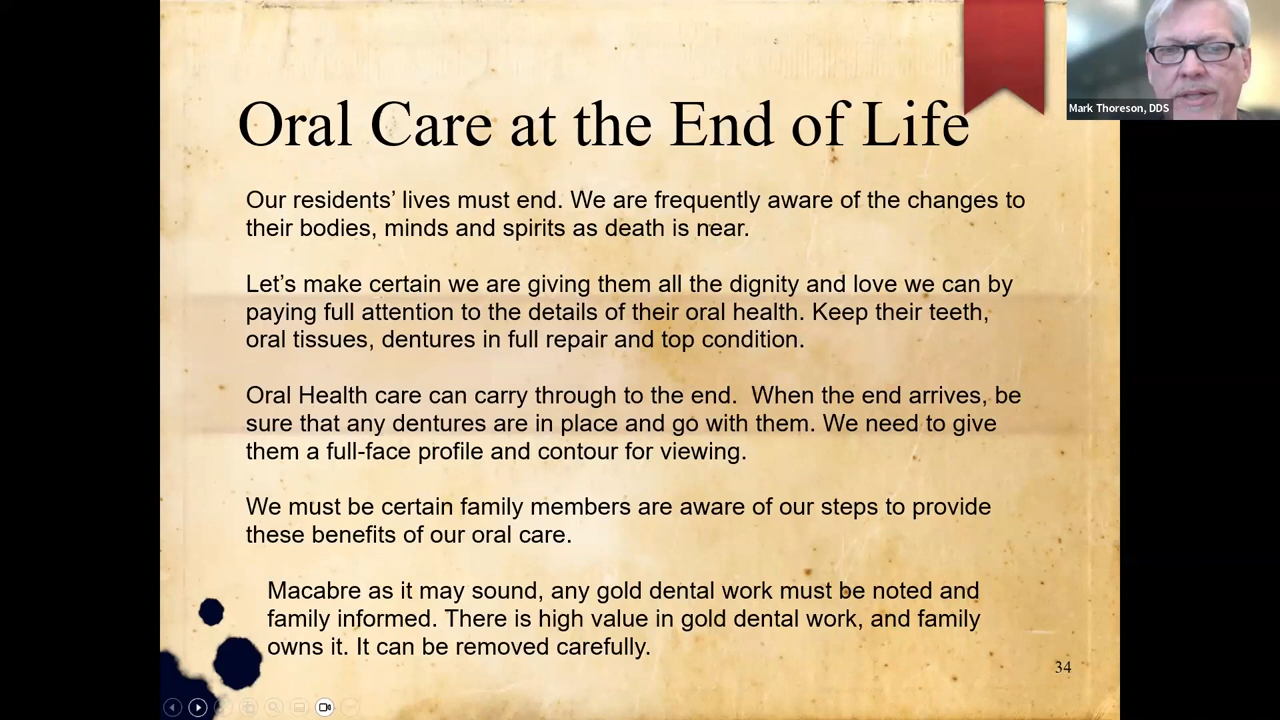 Mark Thoreson, DDS
Oral Care at the End of Life
Our residents’ lives must end. We are frequently aware of the changes to
their bodies, minds and spirits as death is near.
Let’s make certain we are giving them all the dignity and love we can by
paying full attention to the details of their oral health. Keep their teeth,
oral tissues, dentures in full repair and top condition.
Oral Health care can carry through to the end.  When the end arrives, be
sure that any dentures are in place and go with them. We need to give
them a full-face profile and contour for viewing.
We must be certain family members are aware of our steps to provide
these benefits of our oral care.
Macabre as it may sound, any gold dental work must be noted and
family informed. There is high value in gold dental work, and family
owns it. It can be removed carefully.
34